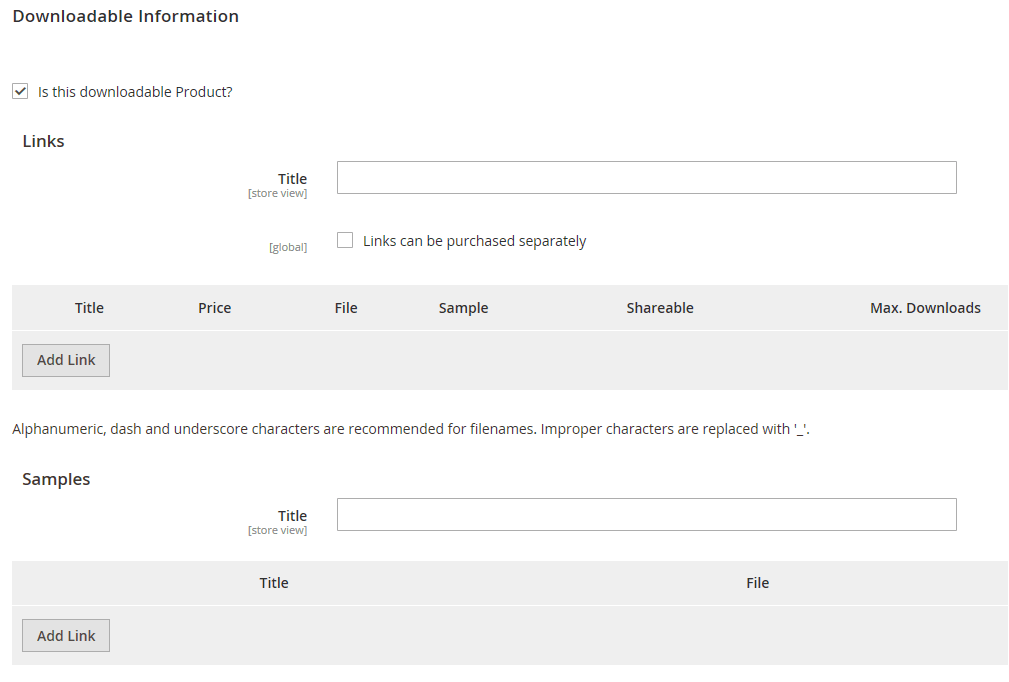 Downloadable Information
Is this downloadable Product?
Links
Title
[store view]
[global]
Links can be purchased separately
Title Price File Sample Shareable Max. Downloads
Add Link
Alphanumeric, dash and underscore characters are recommended for filenames. Improper characters are replaced with '_'.
Samples
Title
[store view]
Title File
Add Link